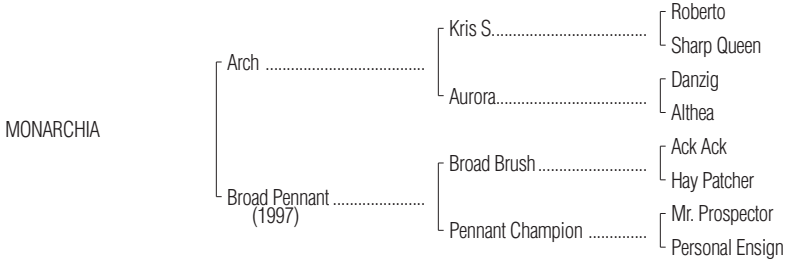 Roberto
Kris S.
Sharp Queen
Arch
Danzig
Aurora
Althea
MONARCHIA
Ack Ack
Broad Brush
Hay Patcher
Broad Pennant
(1997)
Mr. Prospector
Pennant Champion
Personal Ensign